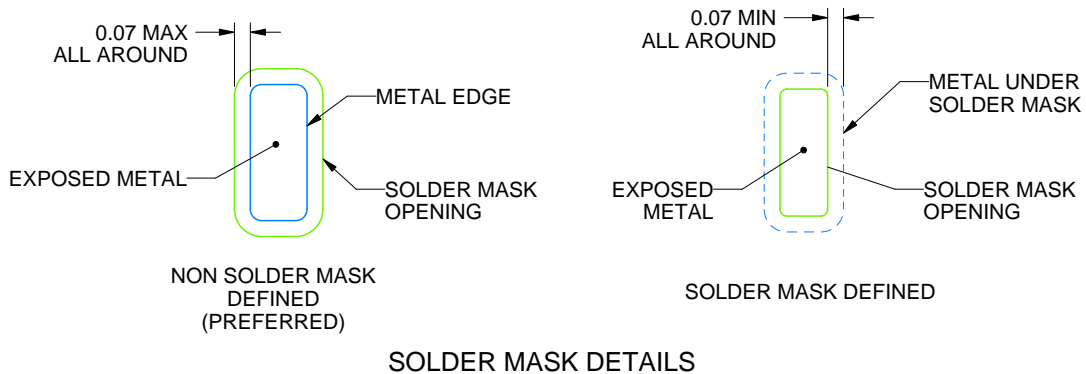 0.07 MAX
ALL AROUND
METAL EDGE
EXPOSED METAL
SOLDER MASK
OPENING
NON SOLDER MASK
DEFINED
(PREFERRED)
0.07 MIN
ALL AROUND
METAL UNDER
SOLDER MASK
EXPOSED
METAL
SOLDER MASK
OPENING
SOLDER MASK DEFINED
SOLDER MASK DETAILS